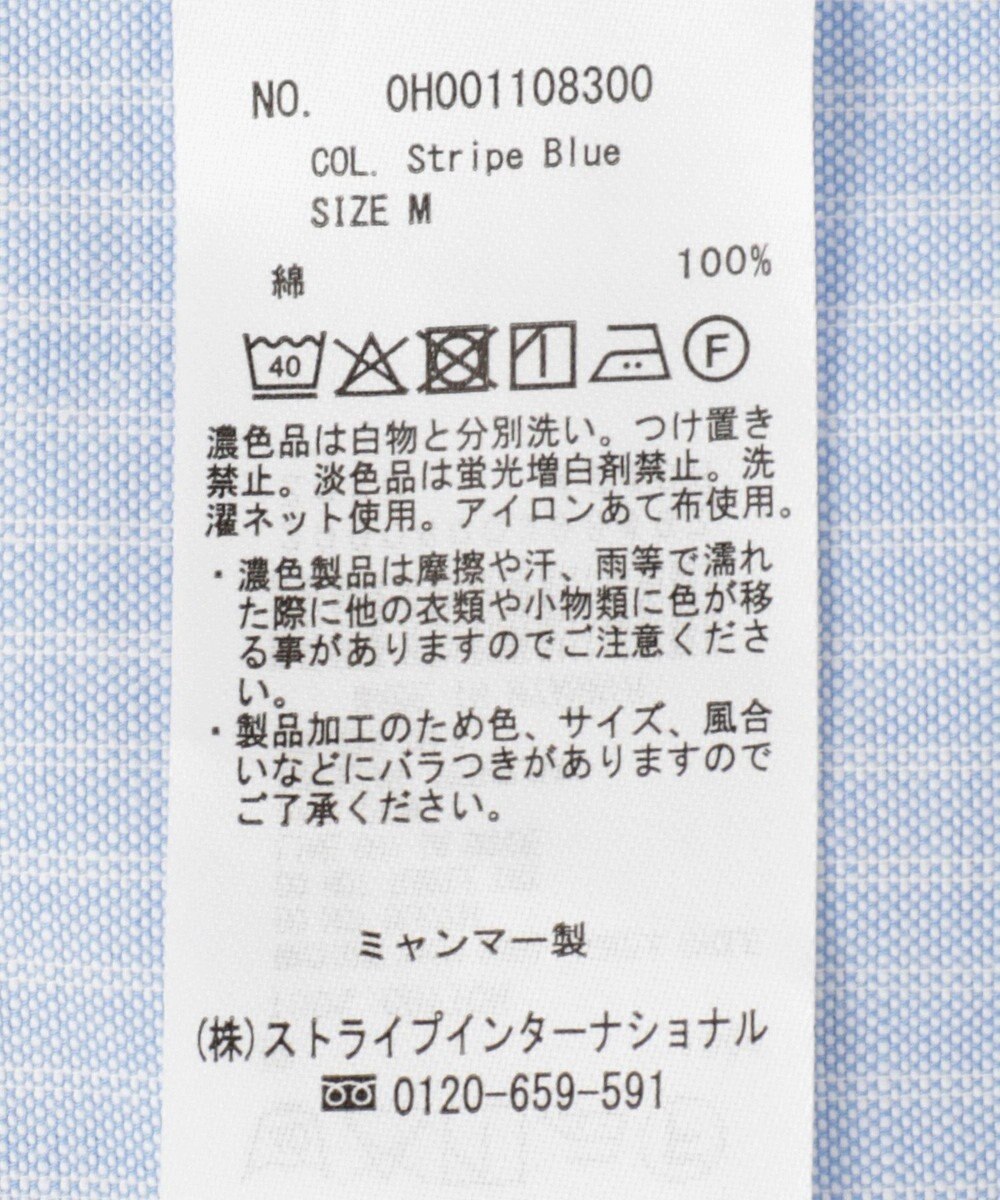 NO. 0H001108300
COL. Stripe Blue
SIZE M
綿 100%
40 F
濃色品は白物と分別洗い。つけ置き
禁止。淡色品は蛍光増白剤禁止。洗
濯ネット使用。アイロンあて布使用。
・濃色製品は摩擦や汗、雨等で濡れ
た際に他の衣類や小物類に色が移
る事がありますのでご注意くださ
い。
・製品加工のため色、サイズ、風合
いなどにバラつきがありますので
ご了承ください。
ミャンマー製
(株)ストライプインターナショナル
0120-659-591